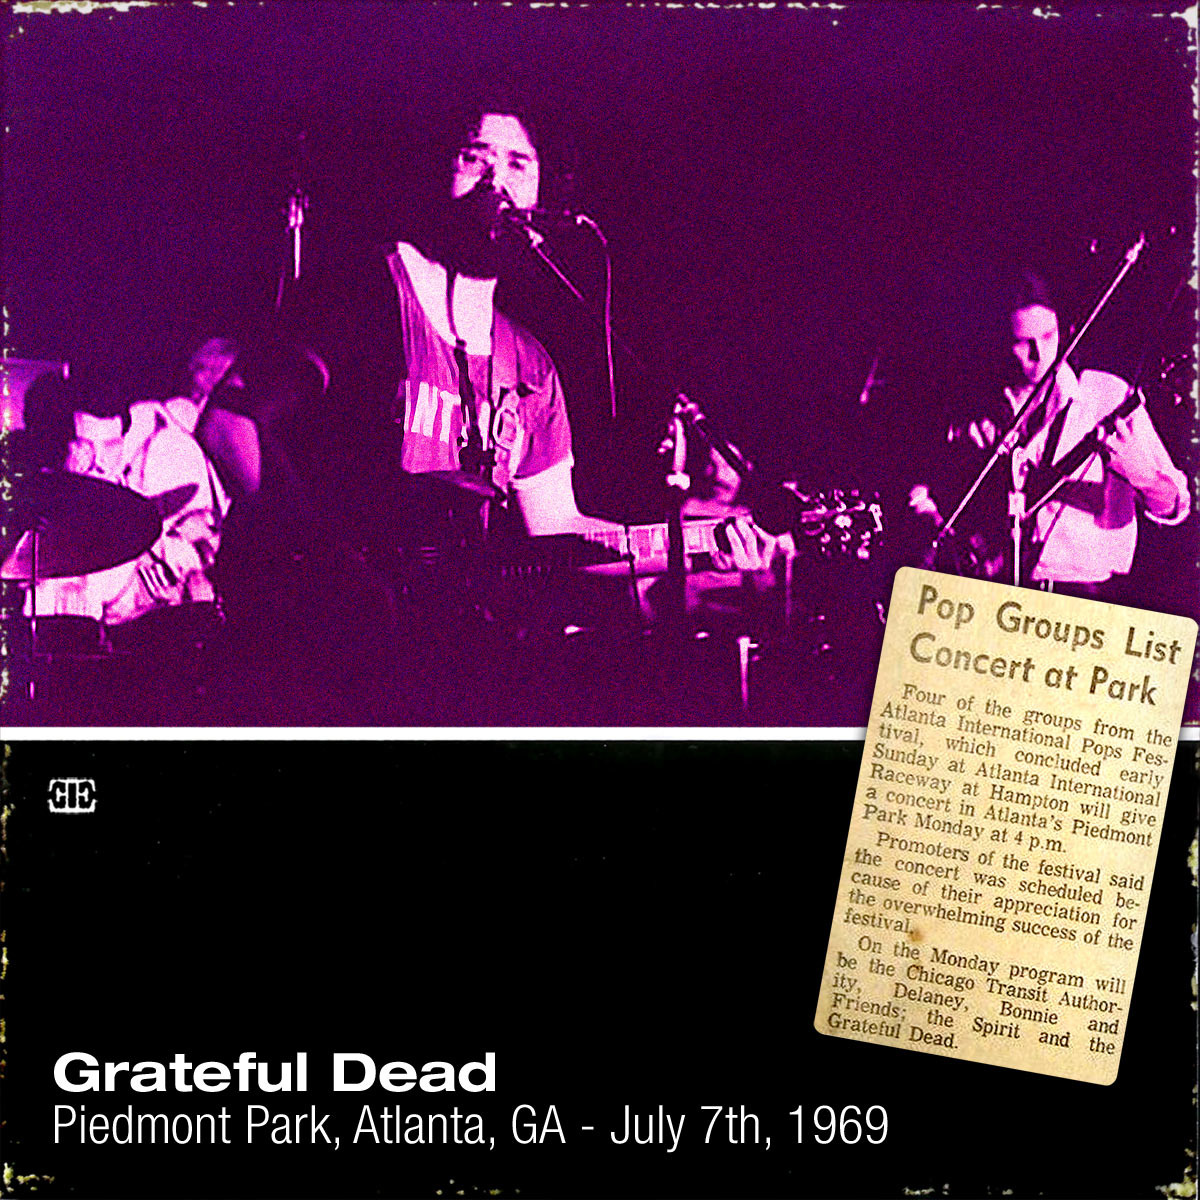 Pop Groups List
Concert at Park
Four of the groups from the
Atlanta International Pops Fes-
tival, which concluded early
Sunday at Atlanta International
Raceway at Hampton will give
a concert in Atlanta's Piedmont
Park Monday at 4 p.m.
Promoters of the festival said
the concert was scheduled be-
cause of their appreciation for
the overwhelming success of the
festival.
On the Monday program will
be the Chicago Transit Author-
ity, Delaney, Bonnie and
Friends; the Spirit and the
Grateful Dead.
Grateful Dead
Piedmont Park, Atlanta, GA - July 7th, 1969